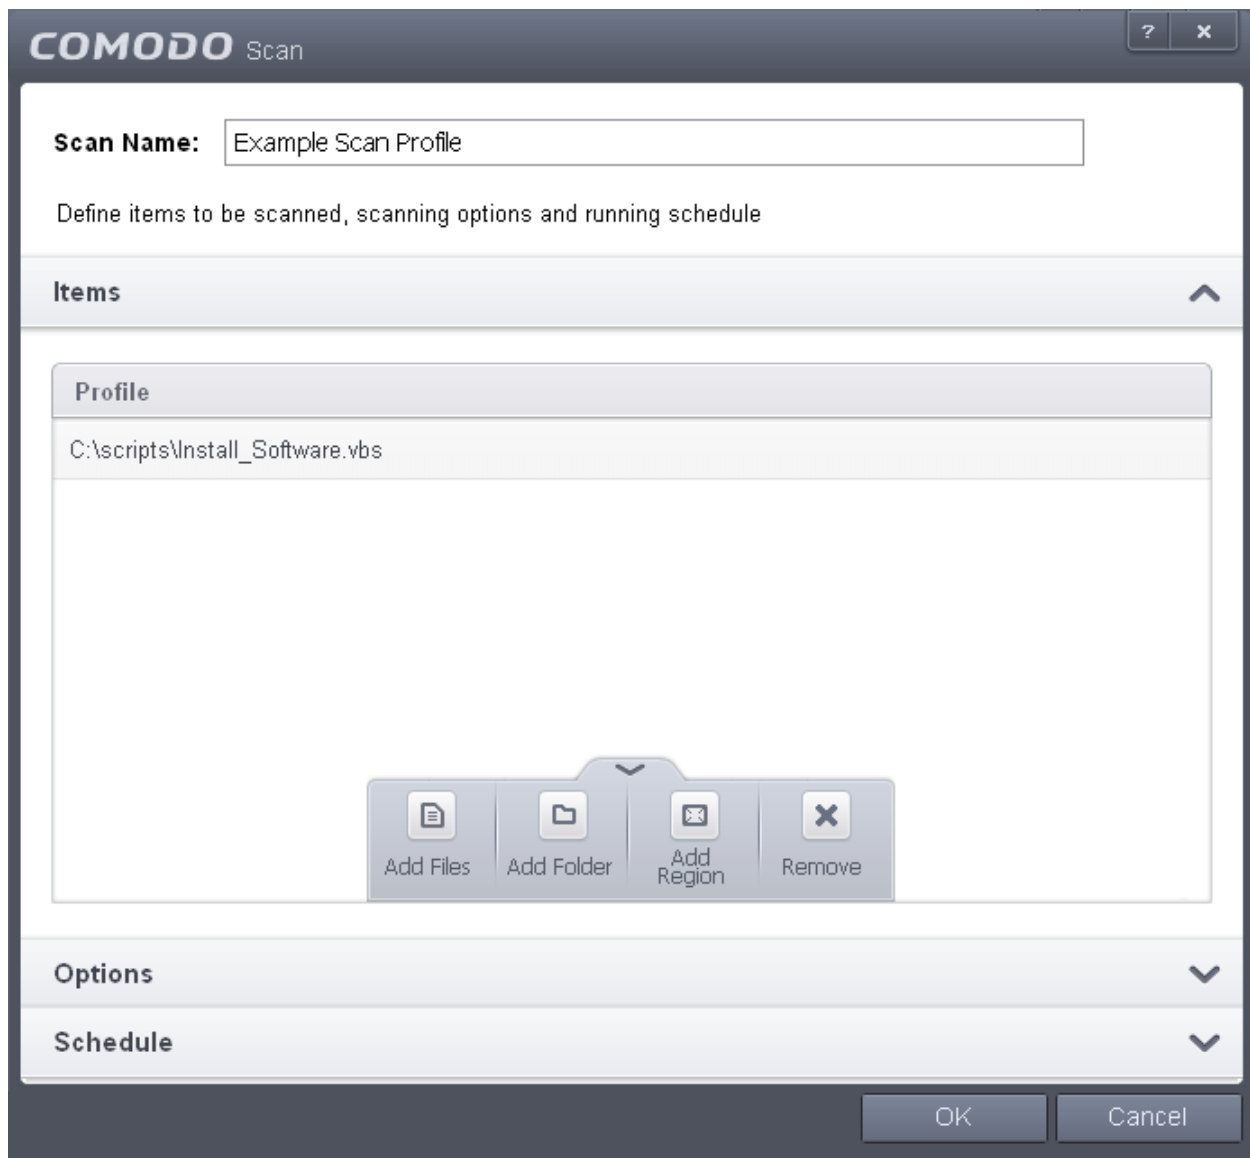 COMODO Scan
? x
Scan Name: Example Scan Profile
Define items to be scanned, scanning options and running schedule
Items
Profile
C:\scripts\Install_Software.vbs
Add Files Add Folder Add Region Remove
Options
Schedule
OK Cancel